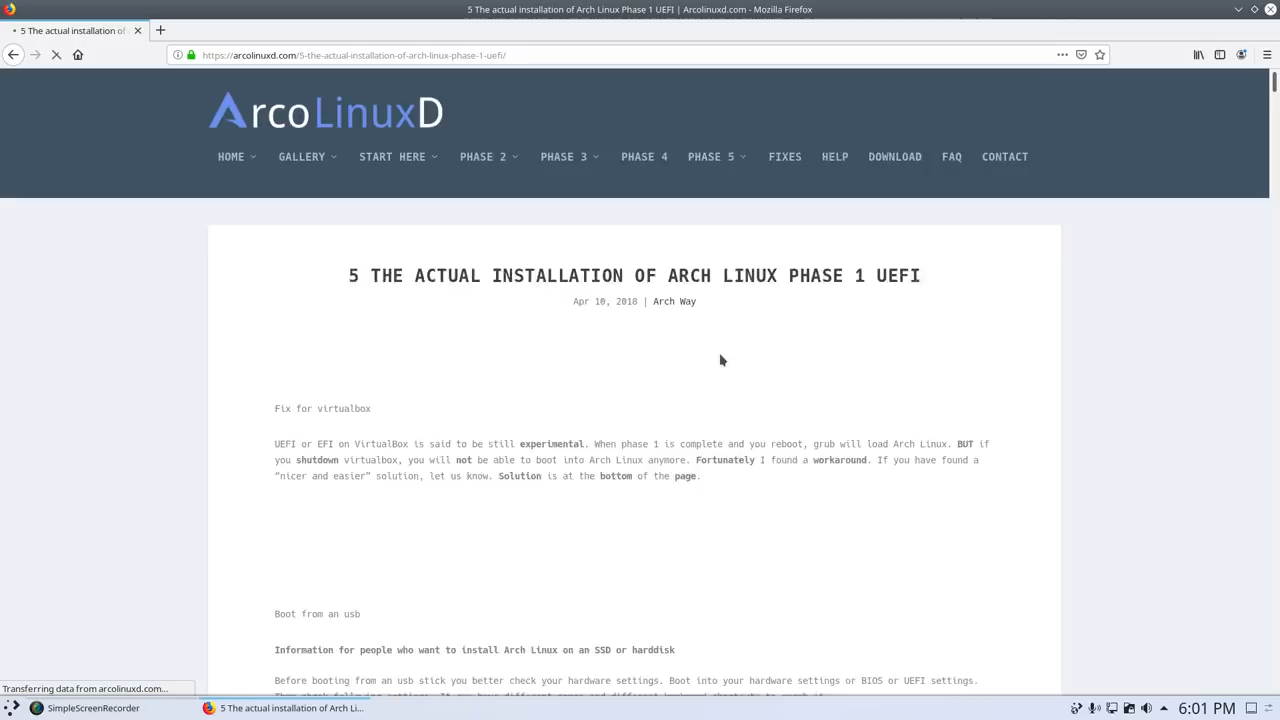 5 The actual installation of Arch Linux Phase 1 UEFI | Arcolinuxd.com - Mozilla Firefox
5 The actual installation of
https://arcolinuxd.com/5-the-actual-installation-of-arch-linux-phase-1-uefi/
ArcoLinuxD
HOME GALLERY START HERE PHASE 2 PHASE 3 PHASE 4 PHASE 5 FIXES HELP DOWNLOAD FAQ CONTACT
5 THE ACTUAL INSTALLATION OF ARCH LINUX PHASE 1 UEFI
Apr 10, 2018 | Arch Way
Fix for virtualbox
UEFI or EFI on VirtualBox is said to be still experimental. When phase 1 is complete and you reboot, grub will load Arch Linux. BUT if
you shutdown virtualbox, you will not be able to boot into Arch Linux anymore. Fortunately I found a workaround. If you have found a
“nicer and easier” solution, let us know. Solution is at the bottom of the page.
Boot from an usb
Information for people who want to install Arch Linux on an SSD or harddisk
Before booting from an usb stick you better check your hardware settings. Boot into your hardware settings or BIOS or UEFI settings.
Transferring data from arcolinuxd.com...
SimpleScreenRecorder
5 The actual installation of Arch Li...
6:01 PM